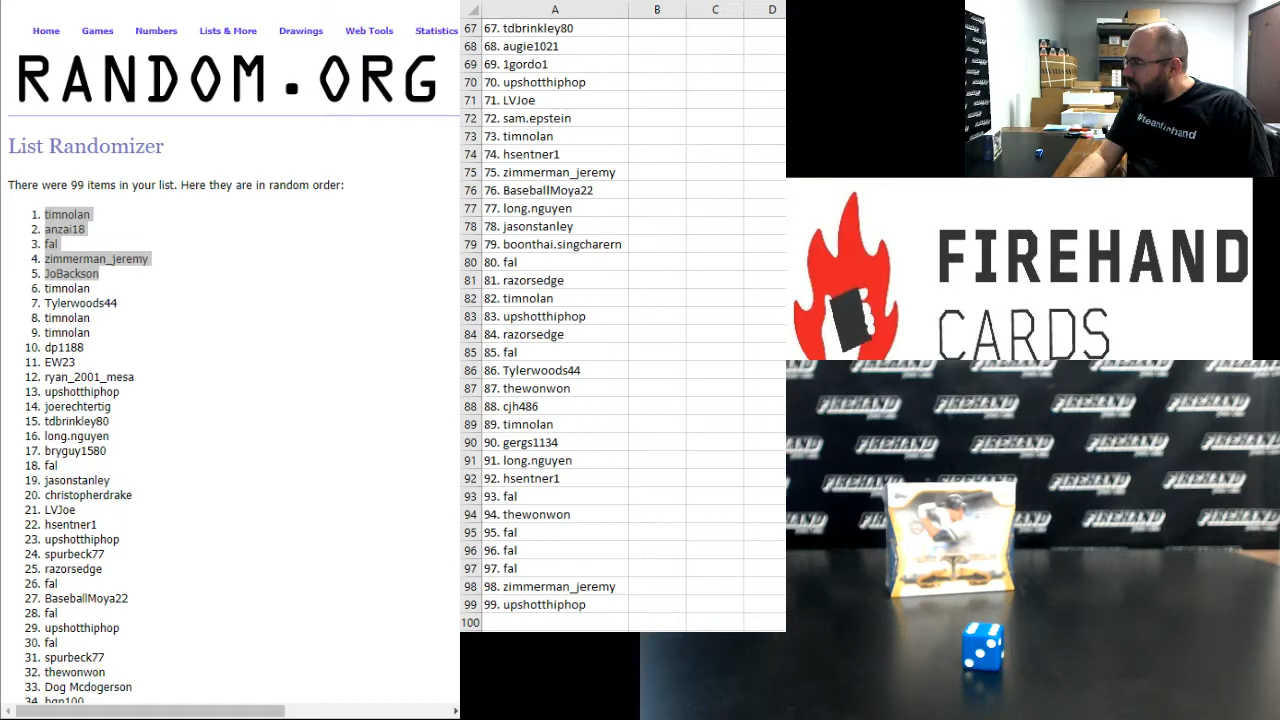 Home Games Numbers Lists & More Drawings Web Tools Statistics
RANDOM.ORG
List Randomizer
There were 99 items in your list. Here they are in random order:
1. timnolan
2. anzai18
3. fal
4. zimmerman_jeremy
5. JoBackson
6. timnolan
7. Tylerwoods44
8. timnolan
9. timnolan
10. dp1188
11. EW23
12. ryan_2001_mesa
13. upshotthiphop
14. joerechtertig
15. tdbrinkley80
16. long.nguyen
17. bryguy1580
18. fal
19. jasonstanley
20. christopherdrake
21. LVJoe
22. hsentner1
23. upshotthiphop
24. spurbeck77
25. razorsedge
26. fal
27. BaseballMoya22
28. fal
29. upshotthiphop
30. fal
31. spurbeck77
32. thewonwon
33. Dog Mcdogerson
A B C D
67 67. tdbrinkley80
68 68. augie1021
69 69. 1gordo1
70 70. upshotthiphop
71 71. LVJoe
72 72. sam.epstein
73 73. timnolan
74 74. hsentner1
75 75. zimmerman_jeremy
76 76. BaseballMoya22
77 77. long.nguyen
78 78. jasonstanley
79 79. boonthai.singcharern
80 80. fal
81 81. razorsedge
82 82. timnolan
83 83. upshotthiphop
84 84. razorsedge
85 85. fal
86 86. Tylerwoods44
87 87. thewonwon
88 88. cjh486
89 89. timnolan
90 90. gergs1134
91 91. long.nguyen
92 92. hsentner1
93 93. fal
94 94. thewonwon
95 95. fal
96 96. fal
97 97. fal
98 98. zimmerman_jeremy
99 99. upshotthiphop
100
#teamfirehand
FIREHAND
CARDS
FIREHAND
FIREHAND
FIREHAND
FIREHAND
FIREHAND
FIREHAND
FIREHAND